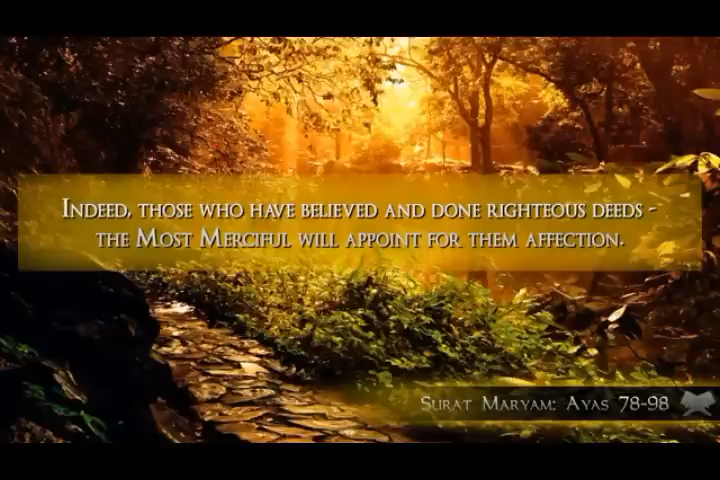 Indeed, those who have believed and done righteous deeds -
the Most Merciful will appoint for them affection.
Surat Maryam: Ayas 78-98